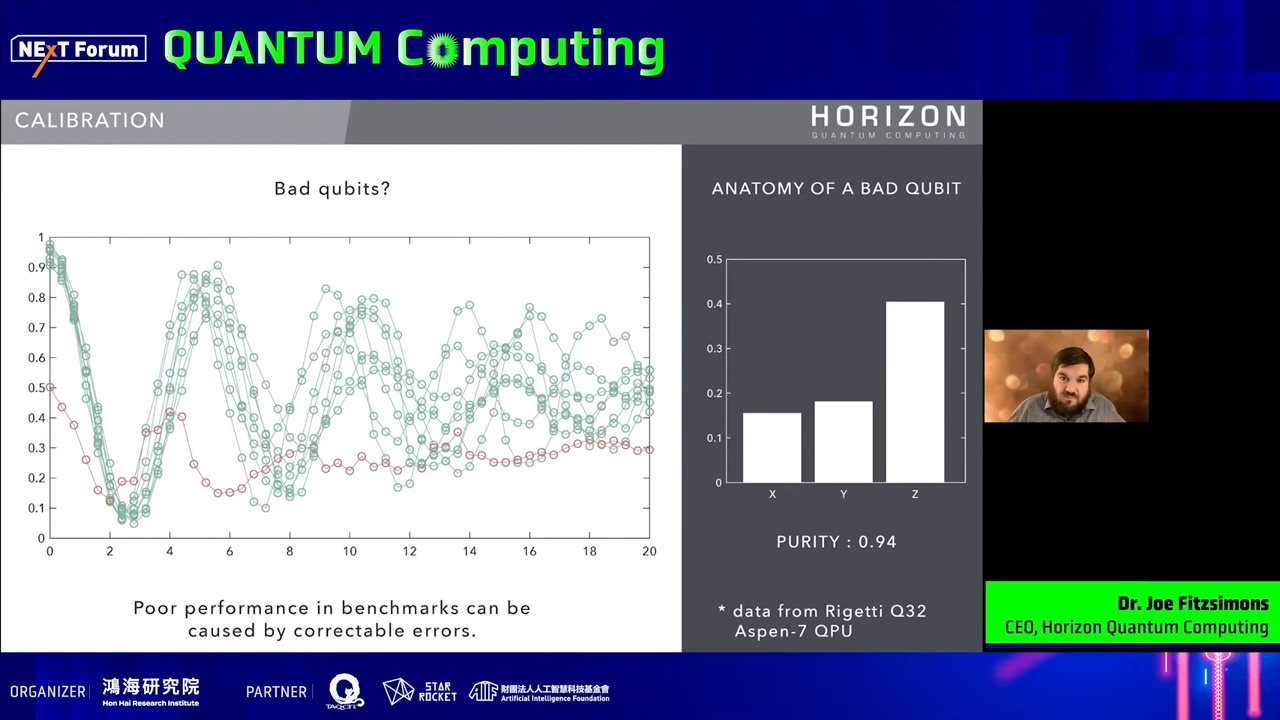 NExT Forum
QUANTUM Computing
CALIBRATION
HORIZON
QUANTUM COMPUTING
Bad qubits?
1
0.9
0.8
0.7
0.6
0.5
0.4
0.3
0.2
0.1
0
0 2 4 6 8 10 12 14 16 18 20
Poor performance in benchmarks can be
caused by correctable errors.
ANATOMY OF A BAD QUBIT
0.5
0.4
0.3
0.2
0.1
0
X Y Z
PURITY : 0.94
* data from Rigetti Q32
Aspen-7 QPU
Dr. Joe Fitzsimons
CEO, Horizon Quantum Computing
ORGANIZER
鴻海研究院
Hon Hai Research Institute
PARTNER
TAQCIT
STAR
ROCKET
財團法人人工智慧科技基金會
Artificial Intelligence Foundation